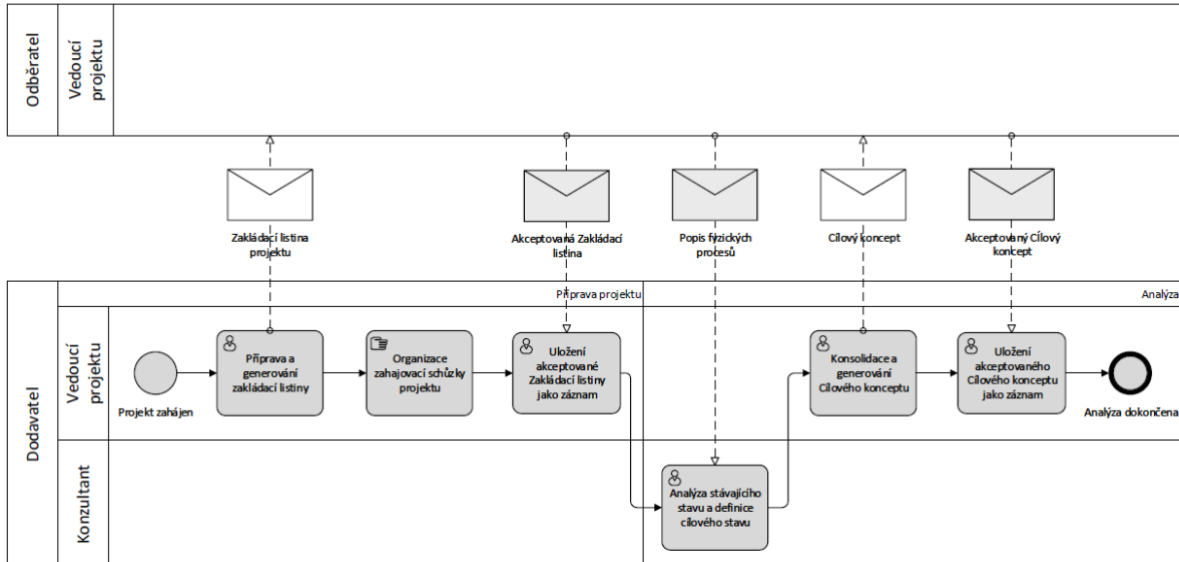 Odběratel
Vedoucí
projektu
Zakládací listina
projektu
Akceptovaná Zakládací
listina
Popis fyzických
procesů
Cílový koncept
Akceptovaný CÍlový
koncept
Dodavatel
Příprava projektu
Analýza
Vedoucí
projektu
Projekt zahájen
Příprava a
generování
zakládací listiny
Organizace
zahajovací schůzky
projektu
Uložení
akceptované
Zakládací listiny
jako záznam
Konsolidace a
generování
Cílového konceptu
Uložení
akceptovaného
Cílového konceptu
jako záznam
Analýza dokončena
Konzultant
Analýza stávajícího
stavu a definice
cílového stavu